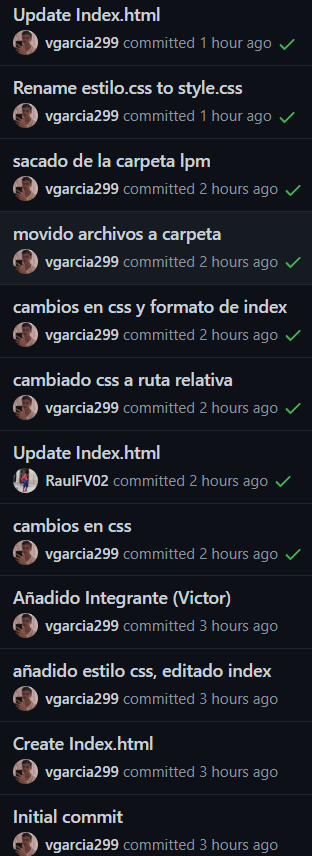 Update Index.html
vgarcia299 committed 1 hour ago
Rename estilo.css to style.css
vgarcia299 committed 1 hour ago
sacado de la carpeta lpm
vgarcia299 committed 2 hours ago
movido archivos a carpeta
vgarcia299 committed 2 hours ago
cambios en css y formato de index
vgarcia299 committed 2 hours ago
cambiado css a ruta relativa
vgarcia299 committed 2 hours ago
Update Index.html
RaulFV02 committed 2 hours ago
cambios en css
vgarcia299 committed 2 hours ago
Añadido Integrante (Victor)
vgarcia299 committed 3 hours ago
añadido estilo css, editado index
vgarcia299 committed 3 hours ago
Create Index.html
vgarcia299 committed 3 hours ago
Initial commit
vgarcia299 committed 3 hours ago